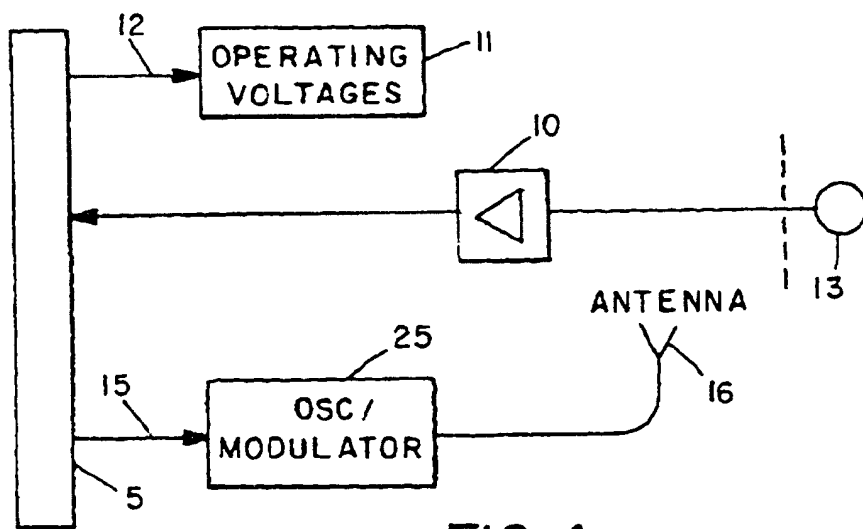 12
OPERATING
VOLTAGES
11
10
13
ANTENNA
16
25
15
OSC/
MODULATOR
5